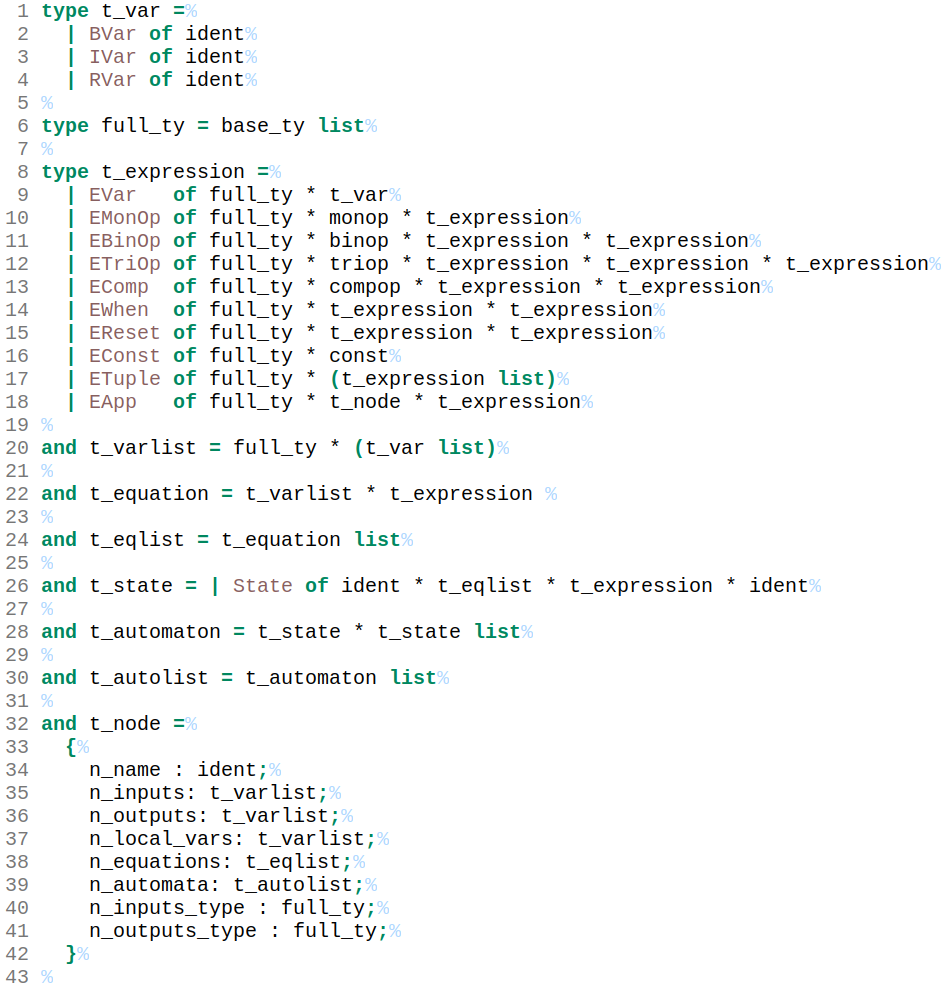 1 type t_var =%
2   | BVar of ident%
3   | IVar of ident%
4   | RVar of ident%
5 %
6 type full_ty = base_ty list%
7 %
8 type t_expression =%
9   | EVar   of full_ty * t_var%
10   | EMonOp of full_ty * monop * t_expression%
11   | EBinOp of full_ty * binop * t_expression * t_expression%
12   | ETriOp of full_ty * triop * t_expression * t_expression * t_expression%
13   | EComp  of full_ty * compop * t_expression * t_expression%
14   | EWhen  of full_ty * t_expression * t_expression%
15   | EReset of full_ty * t_expression * t_expression%
16   | EConst of full_ty * const%
17   | ETuple of full_ty * (t_expression list)%
18   | EApp   of full_ty * t_node * t_expression%
19 %
20 and t_varlist = full_ty * (t_var list)%
21 %
22 and t_equation = t_varlist * t_expression %
23 %
24 and t_eqlist = t_equation list%
25 %
26 and t_state = | State of ident * t_eqlist * t_expression * ident%
27 %
28 and t_automaton = t_state * t_state list%
29 %
30 and t_autolist = t_automaton list%
31 %
32 and t_node =%
33   {%
34     n_name : ident;%
35     n_inputs: t_varlist;%
36     n_outputs: t_varlist;%
37     n_local_vars: t_varlist;%
38     n_equations: t_eqlist;%
39     n_automata: t_autolist;%
40     n_inputs_type : full_ty;%
41     n_outputs_type : full_ty;%
42   }%
43 %